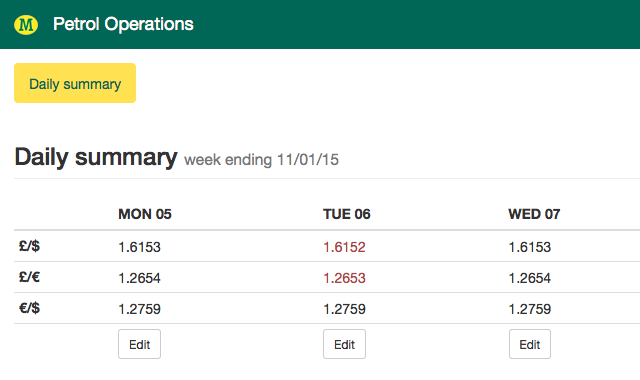 M Petrol Operations
Daily summary
Daily summary week ending 11/01/15
MON 05 TUE 06 WED 07
£/$ 1.6153 1.6152 1.6153
£/€ 1.2654 1.2653 1.2654
€/$ 1.2759 1.2759 1.2759
Edit Edit Edit